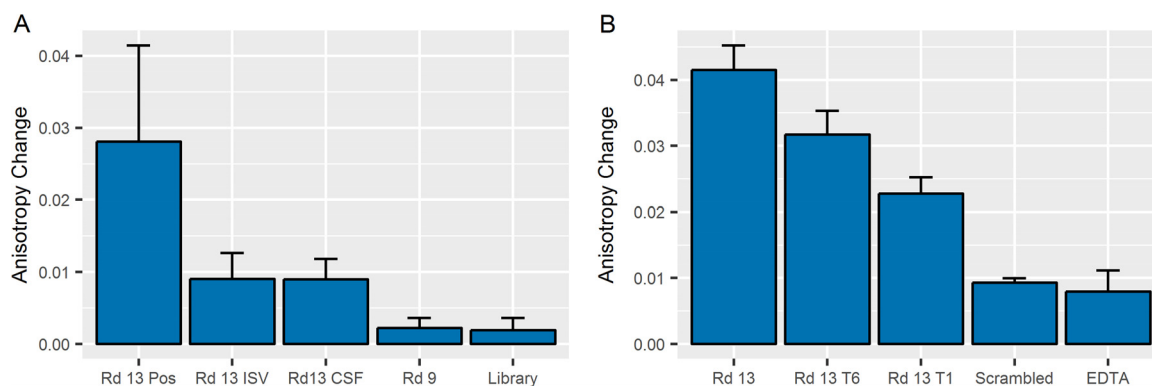 A
Anisotropy Change
0.04
0.03
0.02
0.01
0.00
Rd 13 Pos Rd 13 ISV Rd13 CSF Rd 9 Library
B
Anisotropy Change
0.04
0.03
0.02
0.01
0.00
Rd 13 Rd 13 T6 Rd 13 T1 Scrambled EDTA